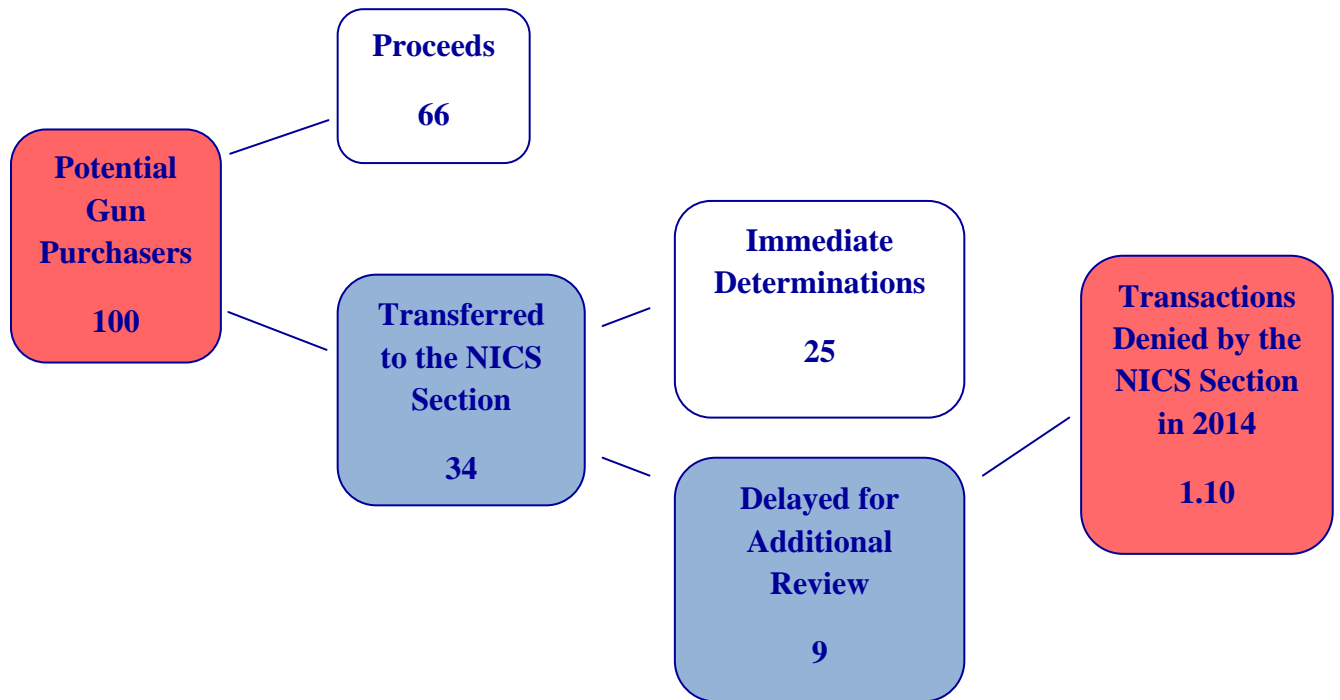 Proceeds
66
Potential
Gun
Purchasers
100
Transferred
to the NICS
Section
34
Immediate
Determinations
25
Delayed for
Additional
Review
9
Transactions
Denied by the
NICS Section
in 2014
1.10